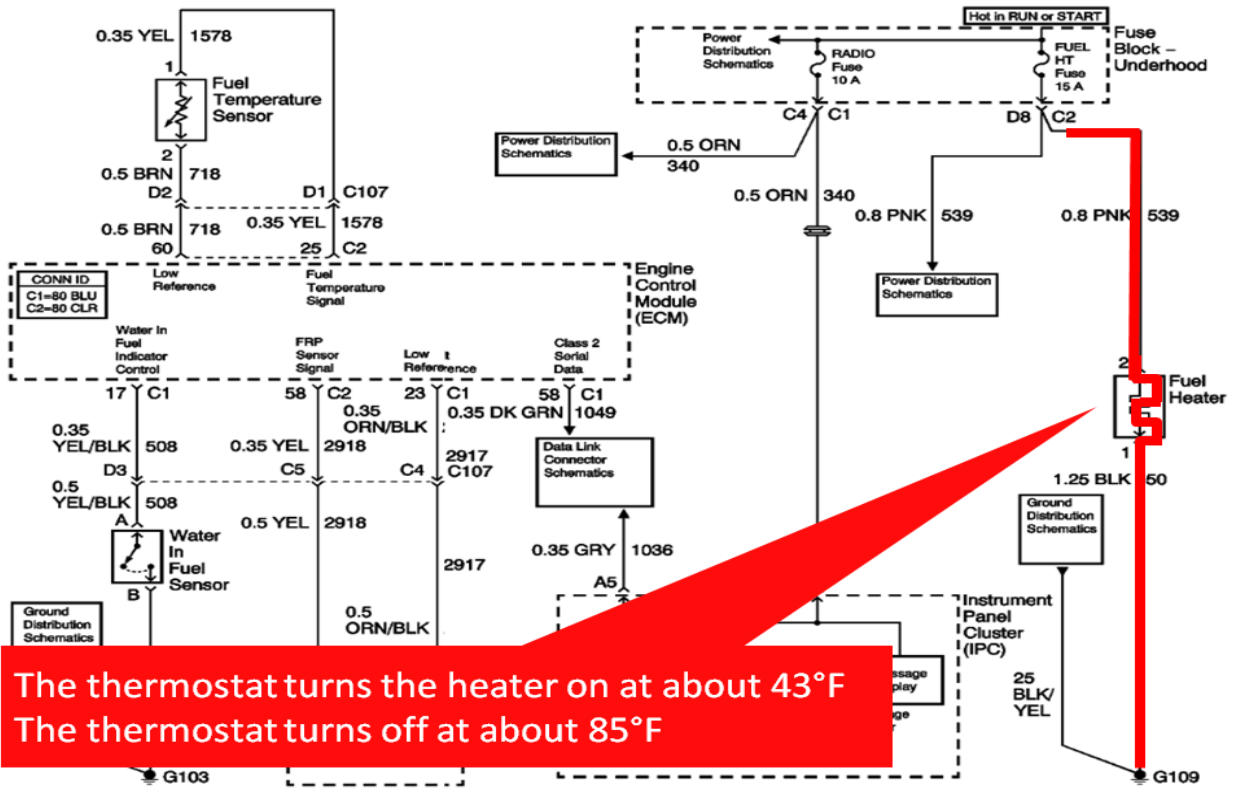 Hot in RUN or START
0.35 YEL 1578
1
Fuel
Temperature
Sensor
2
0.5 BRN 718
D2
D1 C107
0.5 BRN 718
0.35 YEL 1578
60
25 C2
Power
Distribution
Schematics
RADIO
Fuse
10 A
FUEL
HT
Fuse
15 A
Fuse
Block –
Underhood
C4 C1
D8 C2
Power Distribution
Schematics
0.5 ORN
340
0.5 ORN 340
0.8 PNK 539
0.8 PNK 539
Power Distribution
Schematics
CONN ID
C1=80 BLU
C2=80 CLR
Low
Reference
Fuel
Temperature
Signal
Engine
Control
Module
(ECM)
Water In
Fuel
Indicator
Control
FRP
Sensor
Signal
Low
Reference
Class 2
Serial
Data
17 C1
58 C2
23 C1
58 C1
0.35
YEL/BLK 508
0.35 YEL 2918
0.35
ORN/BLK
2917
0.35 DK GRN 1049
D3
C5
C4 C107
Data Link
Connector
Schematics
2
Fuel
Heater
1
1.25 BLK 50
0.5
YEL/BLK 508
A
Water
In
Fuel
Sensor
B
0.5 YEL 2918
2917
0.5
ORN/BLK
0.35 GRY 1036
A5
Ground
Distribution
Schematics
Ground
Distribution
Schematics
Instrument
Panel
Cluster
(IPC)
25
BLK/
YEL
The thermostat turns the heater on at about 43°F
The thermostat turns off at about 85°F
G103
G109